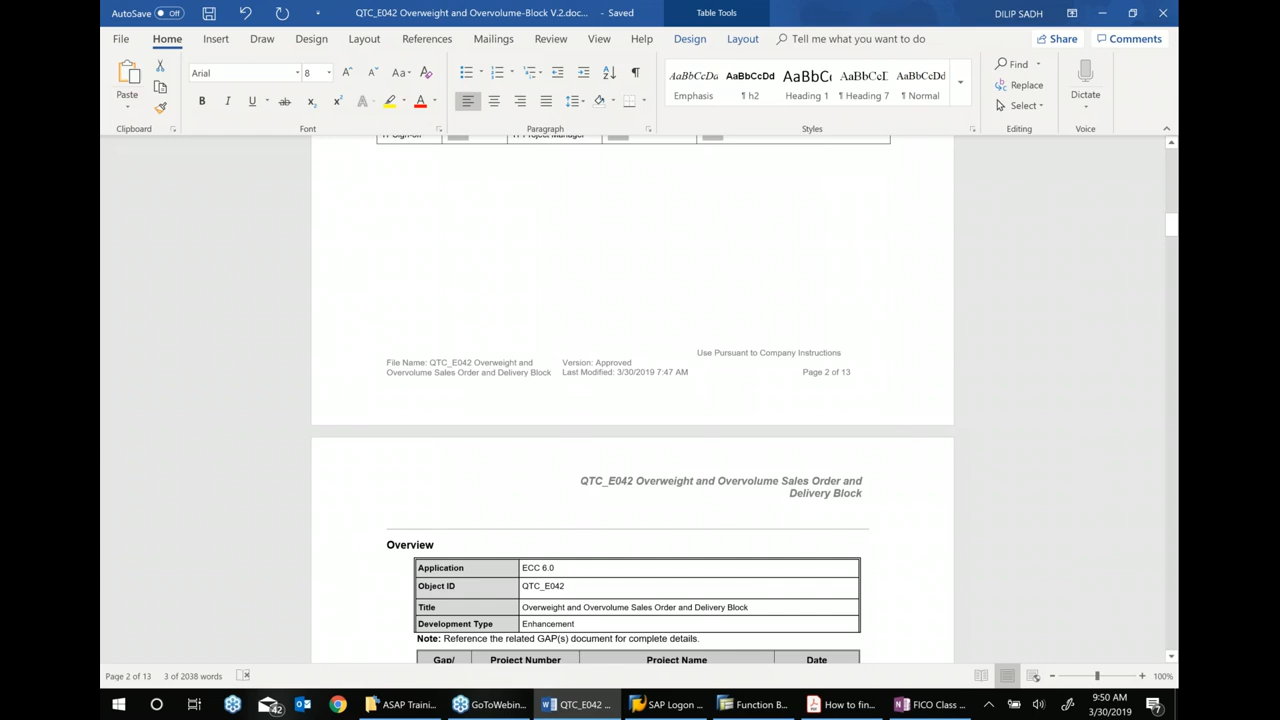 AutoSave Off QTC_E042 Overweight and Overvolume-Block V.2.doc... - Saved Table Tools DILIP SADH
File Home Insert Draw Design Layout References Mailings Review View Help Design Layout Tell me what you want to do Share Comments
Paste Arial 8 AaBbCcDa AaBbCcDd AaBbC AaBbCcD AaBbCcDd Find Replace Select Dictate
Emphasis ¶ h2 Heading 1 ¶ Heading 7 ¶ Normal
Clipboard Font Paragraph Styles Editing Voice
IT Project Manager
Use Pursuant to Company Instructions
File Name: QTC_E042 Overweight and Version: Approved
Overvolume Sales Order and Delivery Block Last Modified: 3/30/2019 7:47 AM Page 2 of 13
QTC_E042 Overweight and Overvolume Sales Order and
Delivery Block
Overview
Application ECC 6.0
Object ID QTC_E042
Title Overweight and Overvolume Sales Order and Delivery Block
Development Type Enhancement
Note: Reference the related GAP(s) document for complete details.
Gap/ Project Number Project Name Date
Page 2 of 13 3 of 2038 words 100%
42 ASAP Traini... GoToWebin... QTC_E042 ... SAP Logon ... Function B... How to fin... FICO Class ... 9:50 AM
3/30/2019